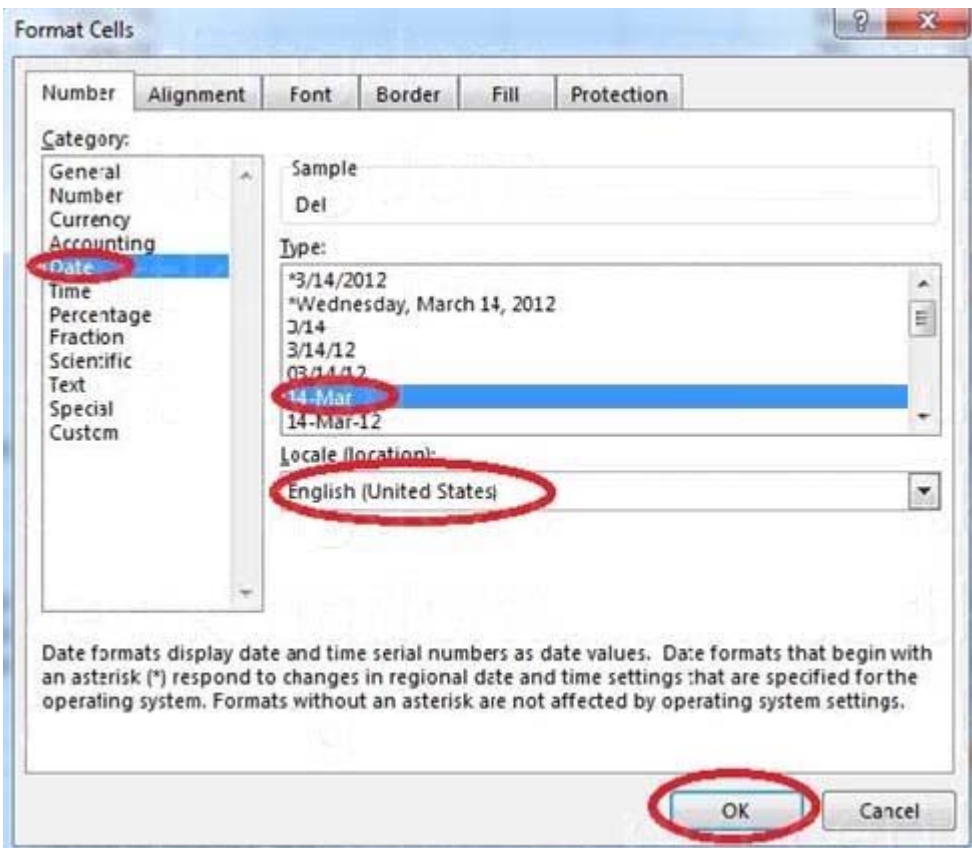 Format Cells
Number Alignment Font Border Fill Protection
Category:
General
Number
Currency
Accounting
Date
Time
Percentage
Fraction
Scientific
Text
Special
Custom
Sample
Del
Type:
*3/14/2012
*Wednesday, March 14, 2012
3/14
3/14/12
03/14/12
14-Mar
14-Mar-12
Locale (location):
English (United States)
Date formats display date and time serial numbers as date values. Date formats that begin with
an asterisk (*) respond to changes in regional date and time settings that are specified for the
operating system. Formats without an asterisk are not affected by operating system settings.
OK Cancel